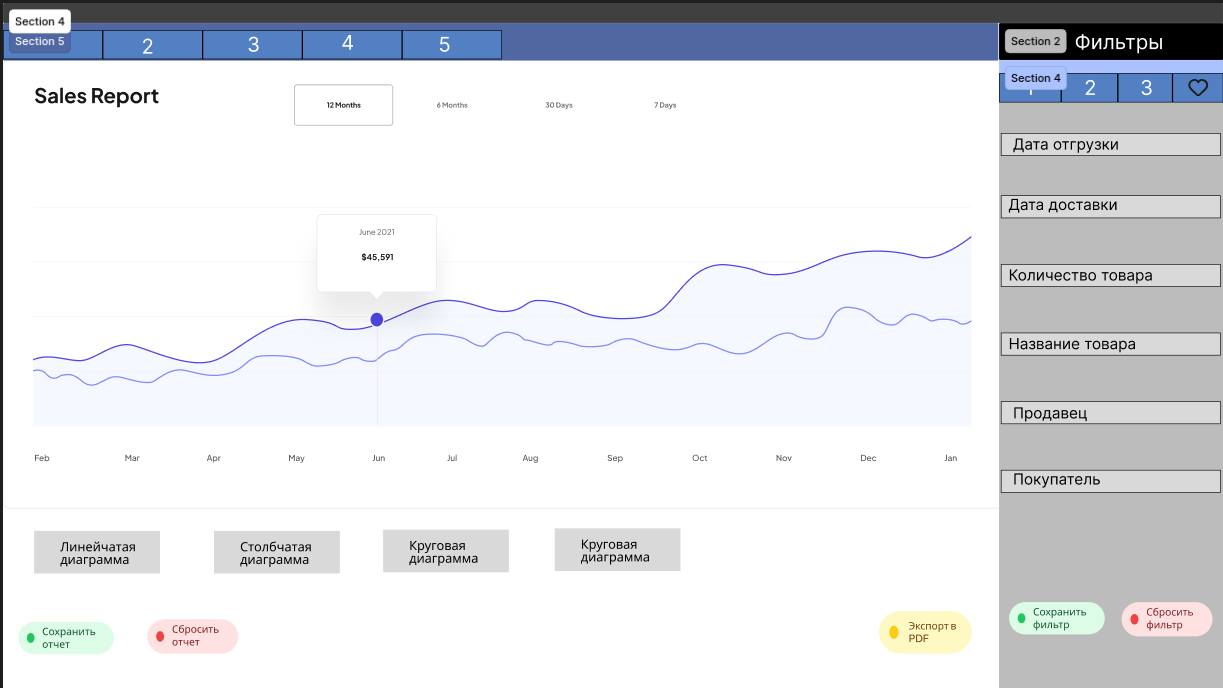 Section 4
Section 5
2
3
4
5
Section 2
Фильтры
Section 4
2
3
Sales Report
12 Months
6 Months
30 Days
7 Days
Дата отгрузки
Дата доставки
Количество товара
Название товара
Продавец
Покупатель
June 2021
$45,591
Feb
Mar
Apr
May
Jun
Jul
Aug
Sep
Oct
Nov
Dec
Jan
Линейчатая
диаграмма
Столбчатая
диаграмма
Круговая
диаграмма
Круговая
диаграмма
Сохранить
отчет
Сбросить
отчет
Экспорт в
PDF
Сохранить
фильтр
Сбросить
фильтр